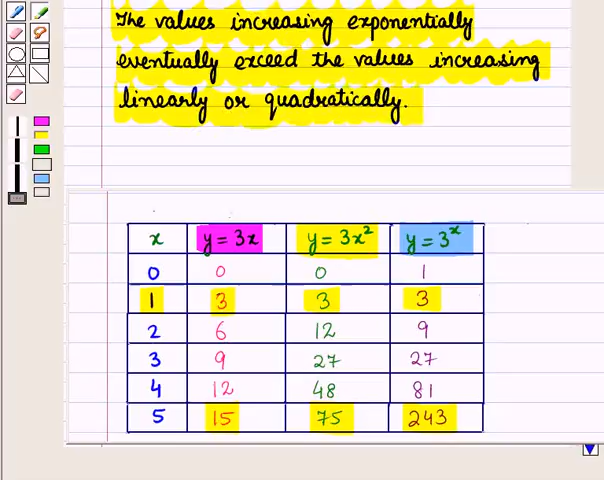 The values increasing exponentially
eventually exceed the values increasing
linearly or quadratically.
x y = 3x y = 3x² y = 3ˣ
0 0 0 1
1 3 3 3
2 6 12 9
3 9 27 27
4 12 48 81
5 15 75 243